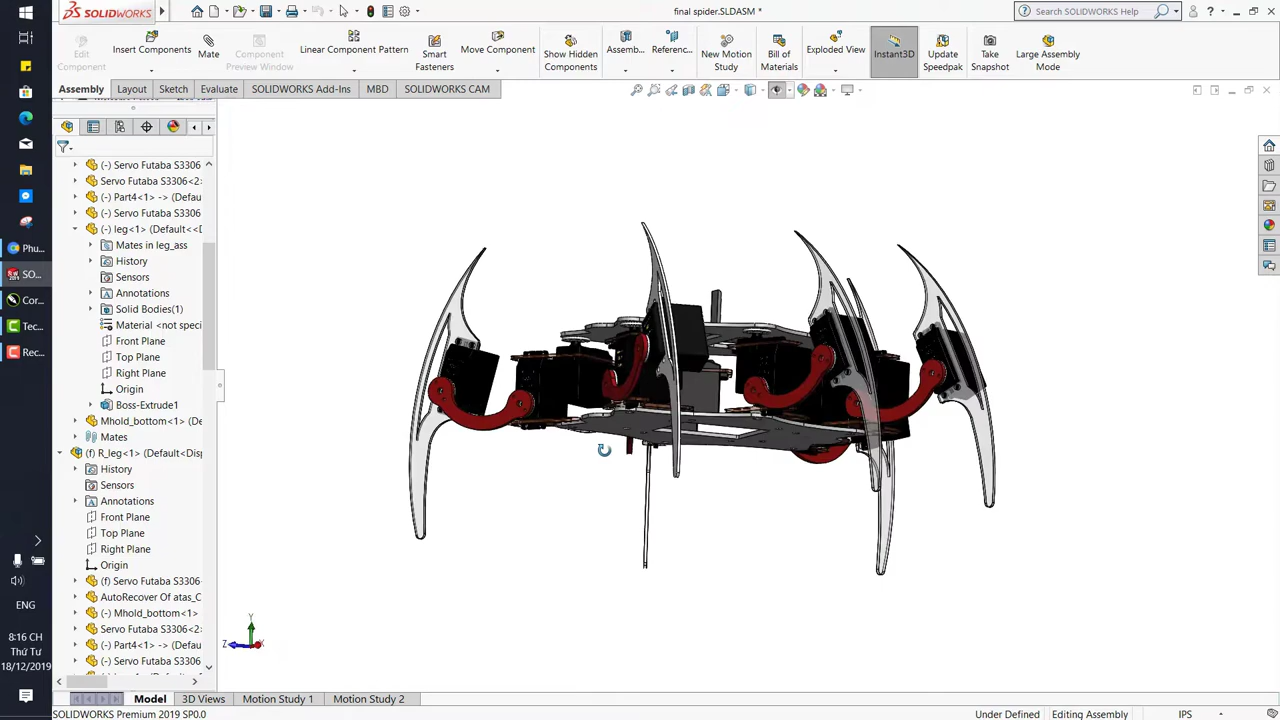 SOLIDWORKS
final spider.SLDASM *
Search SOLIDWORKS Help
Edit Component
Insert Components
Mate
Component Preview Window
Linear Component Pattern
Smart Fasteners
Move Component
Show Hidden Components
Assemb...
Referenc...
New Motion Study
Bill of Materials
Exploded View
Instant3D
Update Speedpak
Take Snapshot
Large Assembly Mode
Assembly
Layout
Sketch
Evaluate
SOLIDWORKS Add-Ins
MBD
SOLIDWORKS CAM
(-) Servo Futaba S3306
Servo Futaba S3306<2>
(-) Part4<1> -> (Defau
(-) Servo Futaba S3306
(-) leg<1> (Default<<D
Mates in leg_ass
History
Sensors
Annotations
Solid Bodies(1)
Material <not speci
Front Plane
Top Plane
Right Plane
Origin
Boss-Extrude1
Mhold_bottom<1> (
Mates
(f) R_leg<1> (Default<Disp
History
Sensors
Annotations
Front Plane
Top Plane
Right Plane
Origin
(f) Servo Futaba S3306
AutoRecover Of atas_C
(-) Mhold_bottom<1>
Servo Futaba S3306<2>
(-) Part4<1> -> (Defau
(-) Servo Futaba S3306
Phu...
SO...
Cor...
Tec...
Rec...
ENG
8:16 CH
Thứ Tư
18/12/2019
Y
Z
X
Model
3D Views
Motion Study 1
Motion Study 2
SOLIDWORKS Premium 2019 SP0.0
Under Defined
Editing Assembly
IPS